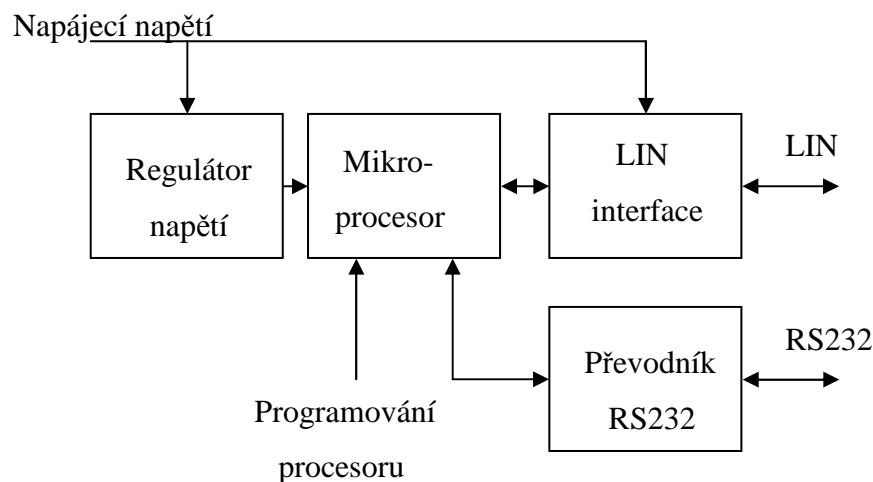 Napájecí napětí
Regulátor
napětí
Mikro-
procesor
LIN
interface
LIN
Převodník
RS232
RS232
Programování
procesoru